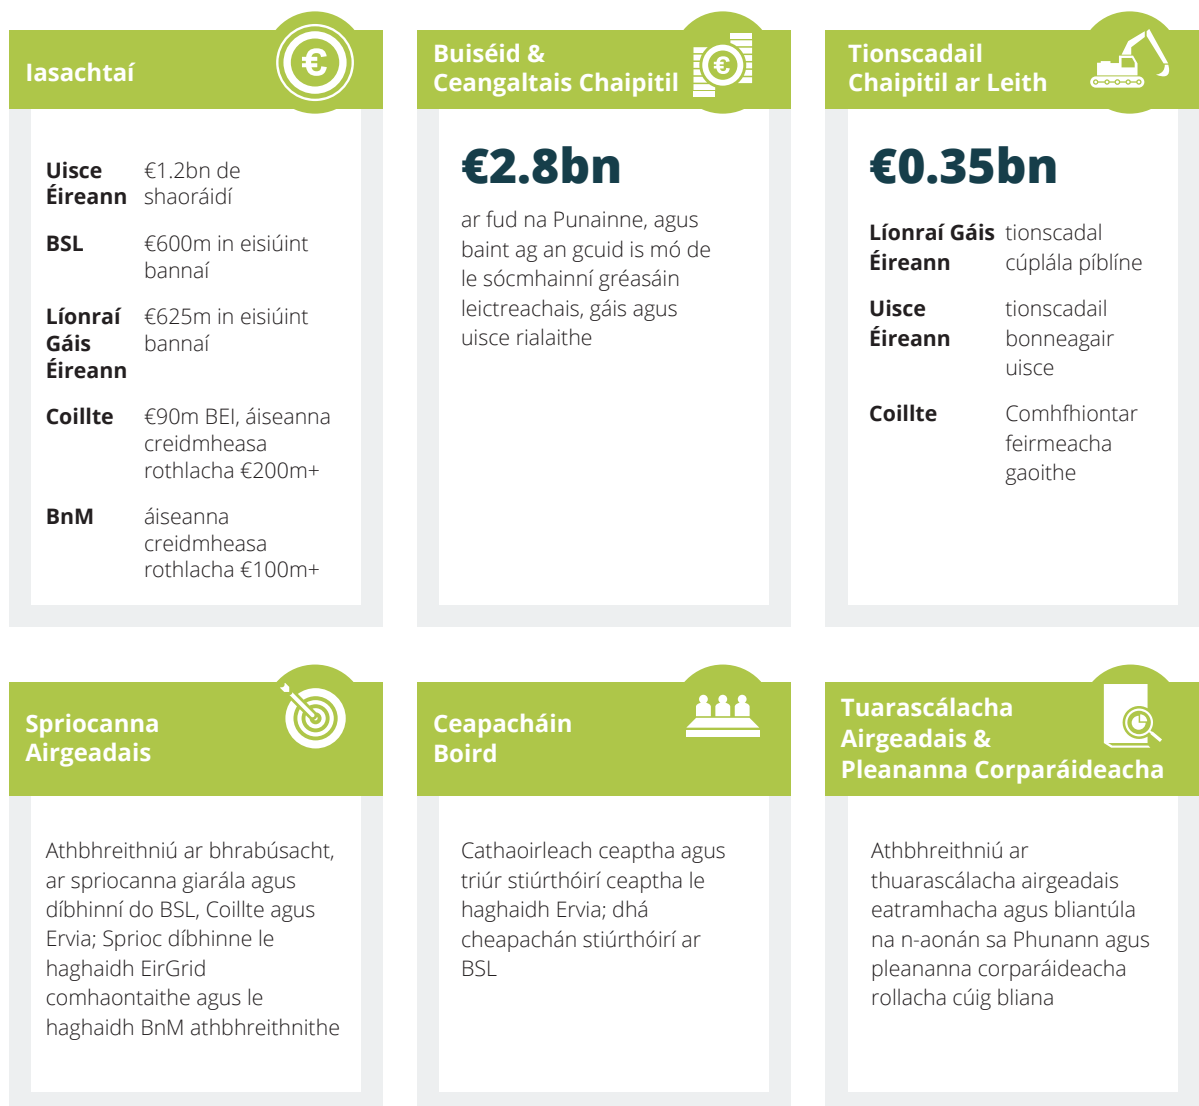 Iasachtaí
Uisce Éireann
€1.2bn de shaoráidí
BSL
€600m in eisiúint bannaí
Líonraí Gáis Éireann
€625m in eisiúint bannaí
Coillte
€90m BEI, áiseanna creidmheasa rothlacha €200m+
BnM
áiseanna creidmheasa rothlacha €100m+
Buiséid &
Ceangaltais Chaipitil
€2.8bn
ar fud na Punainne, agus
baint ag an gcuid is mó de
le sócmhainní gréasáin
leictreachais, gáis agus
uisce rialaithe
Tionscadail
Chaipitil ar Leith
€0.35bn
Líonraí Gáis Éireann
tionscadal cúplála píblíne
Uisce Éireann
tionscadail bonneagair uisce
Coillte
Comhfhiontar feirmeacha gaoithe
Spriocanna
Airgeadais
Athbhreithniú ar bhrabúsacht,
ar spriocanna giarála agus
díbhinní do BSL, Coillte agus
Ervia; Sprioc díbhinne le
haghaidh EirGrid
comhaontaithe agus le
haghaidh BnM athbhreithnithe
Ceapacháin
Boird
Cathaoirleach ceaptha agus
triúr stiúrthóirí ceaptha le
haghaidh Ervia; dhá
cheapachán stiúrthóirí ar
BSL
Tuarascálacha
Airgeadais &
Pleananna Corparáideacha
Athbhreithniú ar
thuarascálacha airgeadais
eatramhacha agus bliantúla
na n-aonán sa Phunann agus
pleananna corparáideacha
rollacha cúig bliana